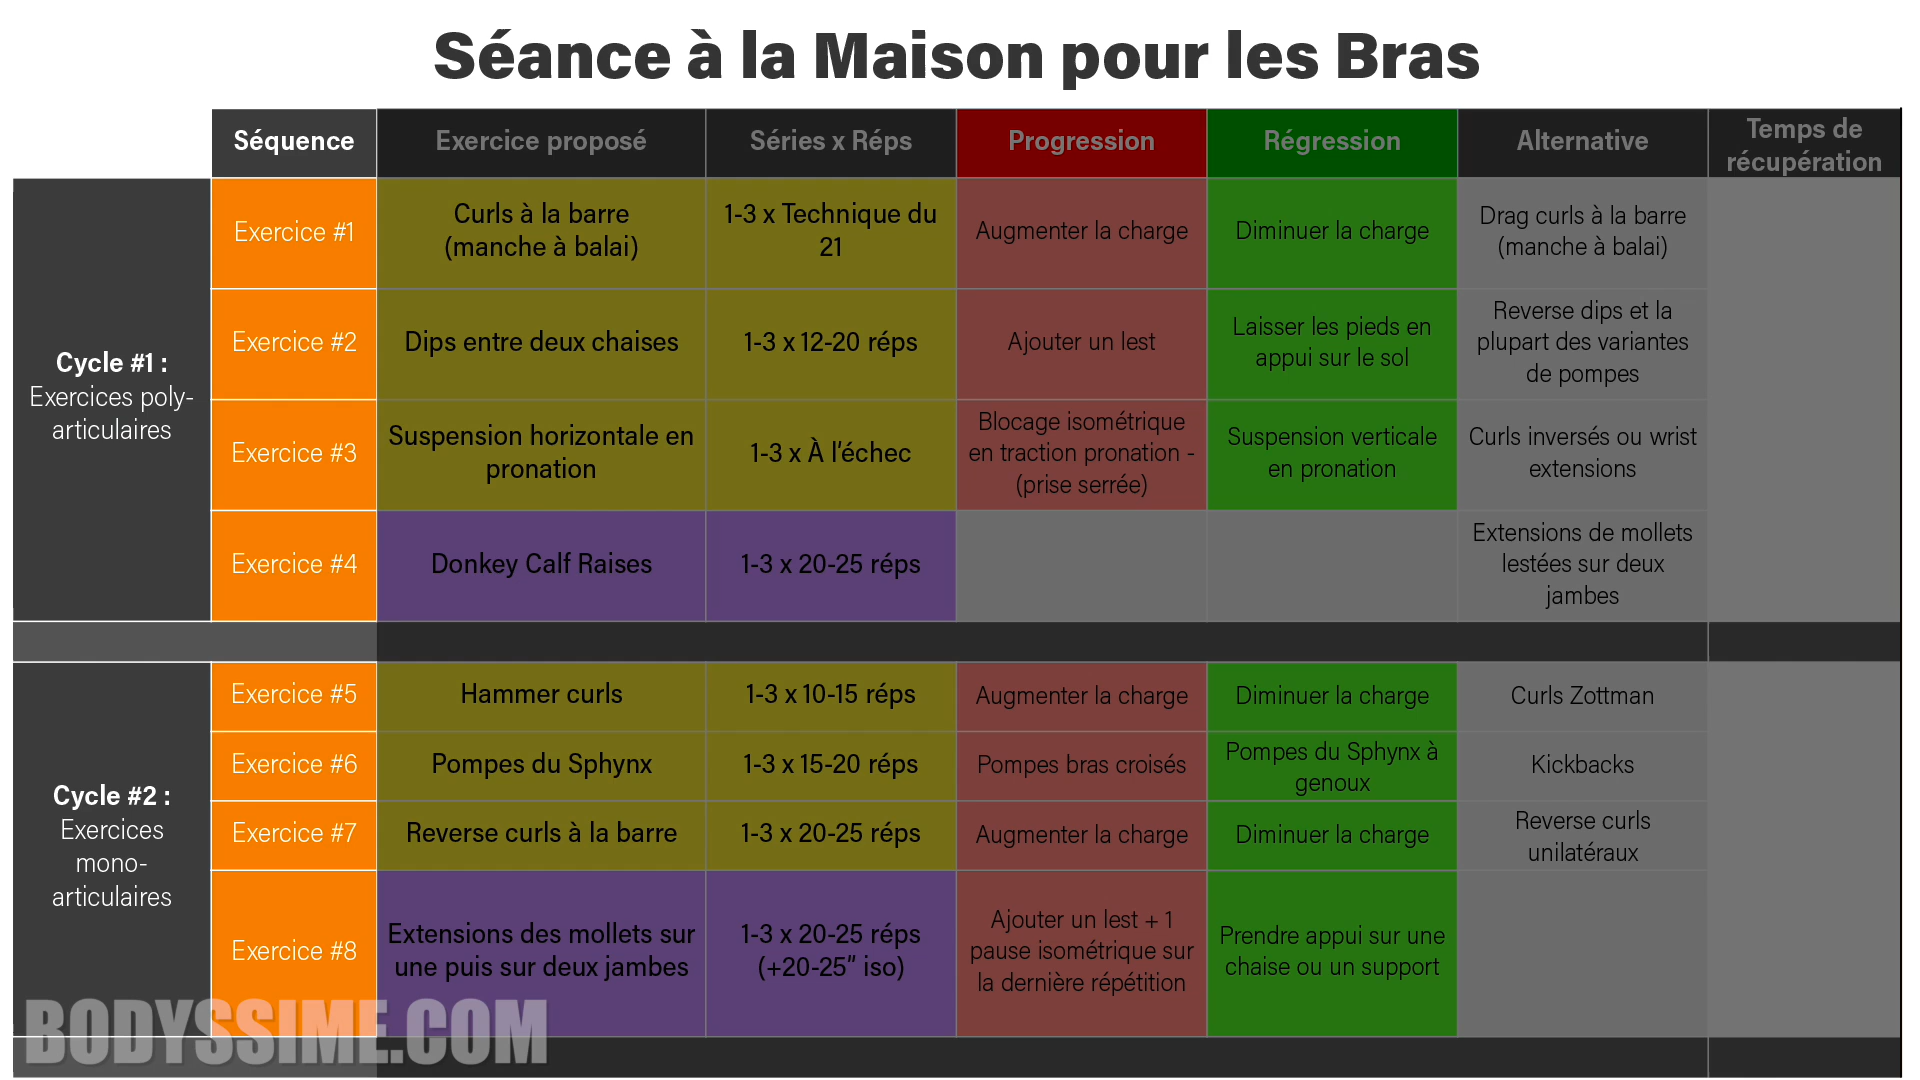 Séance à la Maison pour les Bras
Séquence
Exercice proposé
Séries x Réps
Progression
Régression
Alternative
Temps de
récupération
Cycle #1 :
Exercices poly-
articulaires
Exercice #1
Curls à la barre
(manche à balai)
1-3 x Technique du
21
Augmenter la charge
Diminuer la charge
Drag curls à la barre
(manche à balai)
Exercice #2
Dips entre deux chaises
1-3 x 12-20 réps
Ajouter un lest
Laisser les pieds en
appui sur le sol
Reverse dips et la
plupart des variantes
de pompes
Exercice #3
Suspension horizontale en
pronation
1-3 x À l’échec
Blocage isométrique
en traction pronation -
(prise serrée)
Suspension verticale
en pronation
Curls inversés ou wrist
extensions
Exercice #4
Donkey Calf Raises
1-3 x 20-25 réps
Extensions de mollets
lestées sur deux
jambes
Cycle #2 :
Exercices
mono-
articulaires
Exercice #5
Hammer curls
1-3 x 10-15 réps
Augmenter la charge
Diminuer la charge
Curls Zottman
Exercice #6
Pompes du Sphynx
1-3 x 15-20 réps
Pompes bras croisés
Pompes du Sphynx à
genoux
Kickbacks
Exercice #7
Reverse curls à la barre
1-3 x 20-25 réps
Augmenter la charge
Diminuer la charge
Reverse curls
unilatéraux
Exercice #8
Extensions des mollets sur
une puis sur deux jambes
1-3 x 20-25 réps
(+20-25” iso)
Ajouter un lest + 1
pause isométrique sur
la dernière répétition
Prendre appui sur une
chaise ou un support
BODYSSIME.COM